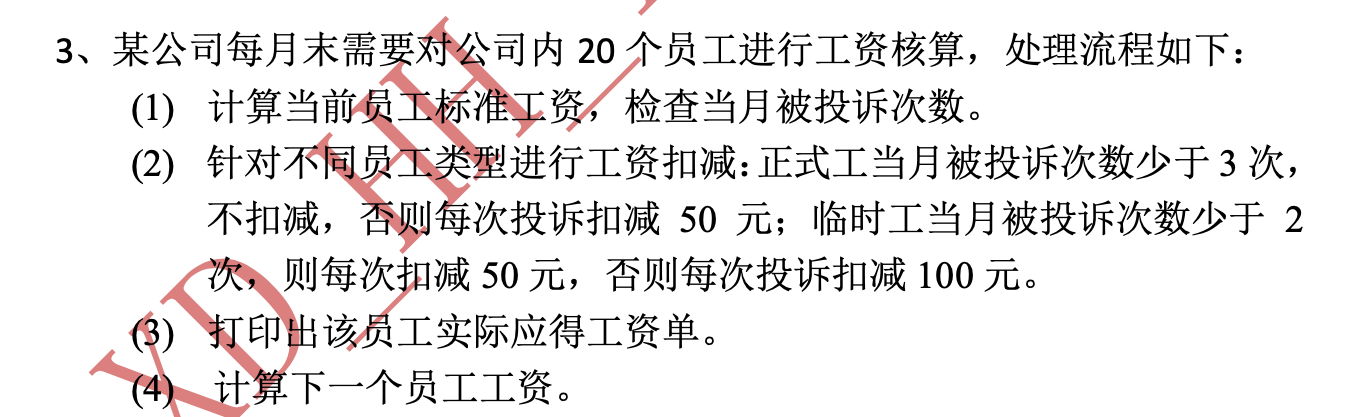 3、某公司每月末需要对公司内 20 个员工进行工资核算，处理流程如下：
(1) 计算当前员工标准工资，检查当月被投诉次数。
(2) 针对不同员工类型进行工资扣减：正式工当月被投诉次数少于 3 次，
不扣减，否则每次投诉扣减 50 元；临时工当月被投诉次数少于 2
次，则每次扣减 50 元，否则每次投诉扣减 100 元。
(3) 打印出该员工实际应得工资单。
(4) 计算下一个员工工资。
XD_HH_